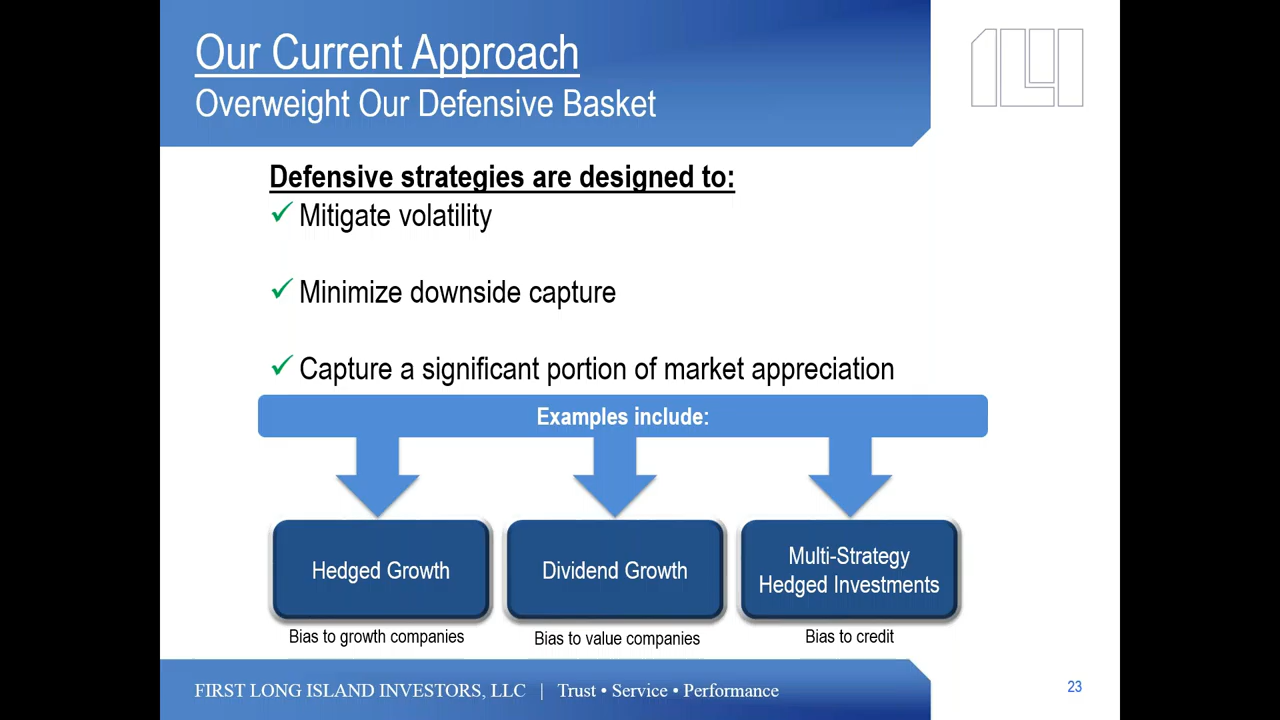 Our Current Approach
Overweight Our Defensive Basket
FLI
Defensive strategies are designed to:
✓ Mitigate volatility
✓ Minimize downside capture
✓ Capture a significant portion of market appreciation
Examples include:
Hedged Growth
Dividend Growth
Multi-Strategy
Hedged Investments
Bias to growth companies
Bias to value companies
Bias to credit
FIRST LONG ISLAND INVESTORS, LLC | Trust • Service • Performance
23